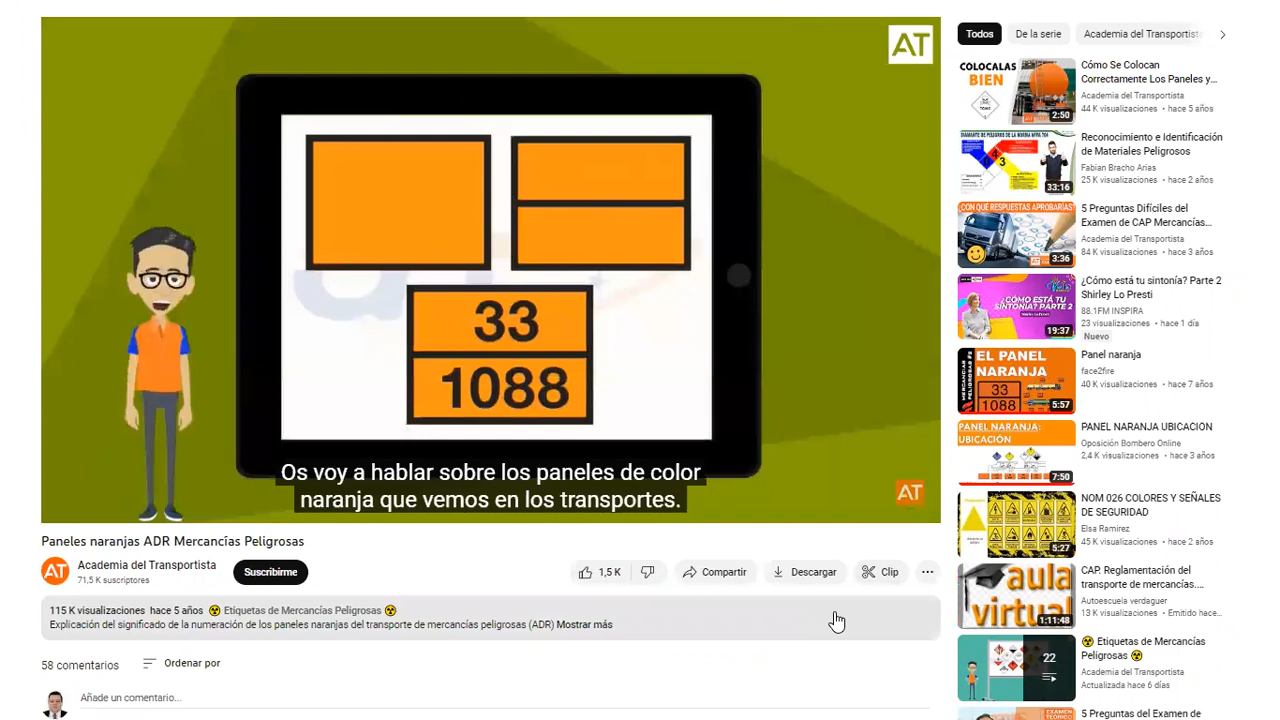 AT
33
1088
Os voy a hablar sobre los paneles de color
naranja que vemos en los transportes.
AT
Paneles naranjas ADR Mercancías Peligrosas
AT
Academia del Transportista
71,5 K suscriptores
Suscribirme
1,5 K
Compartir
Descargar
Clip
115 K visualizaciones hace 5 años ☢ Etiquetas de Mercancías Peligrosas ☢
Explicación del significado de la numeración de los paneles naranjas del transporte de mercancías peligrosas (ADR) Mostrar más
58 comentarios
Ordenar por
Añade un comentario...
Todos
De la serie
Academia del Transportista
COLOCALAS
BIEN
2:50
Cómo Se Colocan
Correctamente Los Paneles y...
Academia del Transportista
44 K visualizaciones • hace 5 años
33:16
Reconocimiento e Identificación
de Materiales Peligrosos
Fabian Bracho Arias
25 K visualizaciones • hace 2 años
¿CON QUÉ RESPUESTAS APROBARÍAS?
3:36
5 Preguntas Difíciles del
Examen de CAP Mercancías...
Academia del Transportista
84 K visualizaciones • hace 3 años
¿CÓMO ESTÁ TU
SINTONÍA? PARTE 2
19:37
¿Cómo está tu sintonía? Parte 2
Shirley Lo Presti
88.1FM INSPIRA
23 visualizaciones • hace 1 día
Nuevo
EL PANEL
NARANJA
33
1088
5:57
Panel naranja
face2fire
40 K visualizaciones • hace 7 años
PANEL NARANJA:
UBICACIÓN
7:50
PANEL NARANJA UBICACION
Oposición Bombero Online
2,4 K visualizaciones • hace 3 años
5:27
NOM 026 COLORES Y SEÑALES
DE SEGURIDAD
Elsa Ramirez
45 K visualizaciones • hace 2 años
aula
virtual
1:11:48
CAP. Reglamentación del
transporte de mercancías....
Autoescuela verdaguer
13 K visualizaciones • Emitido hace...
22
☢ Etiquetas de Mercancías
Peligrosas ☢
Academia del Transportista
Actualizada hace 6 días
EXAMEN
5 Preguntas del Examen de